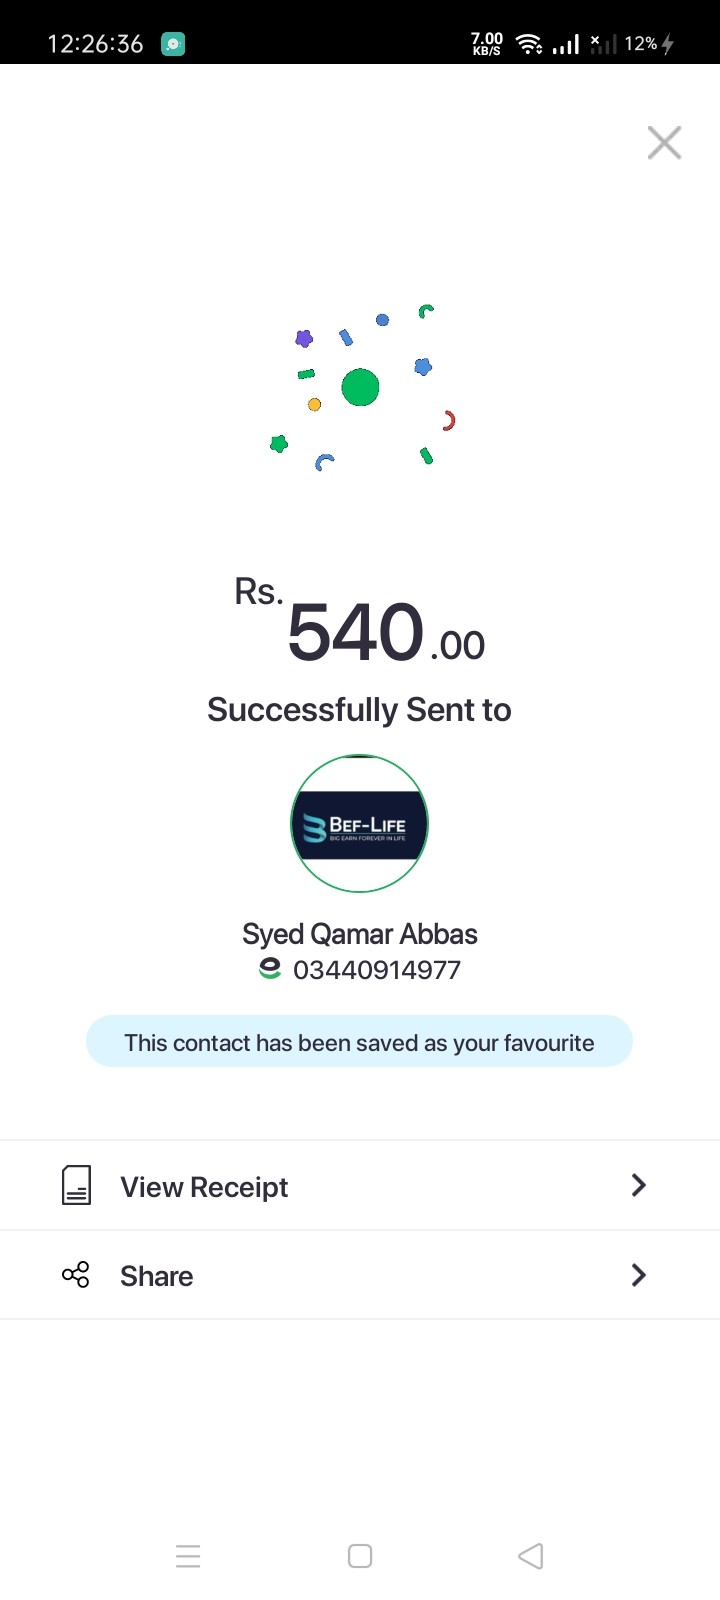 12:26:36
7.00
KB/S
12%
Rs.
540.00
Successfully Sent to
BEF-LIFE
BIG EARN FOREVER IN LIFE
Syed Qamar Abbas
03440914977
This contact has been saved as your favourite
View Receipt
Share